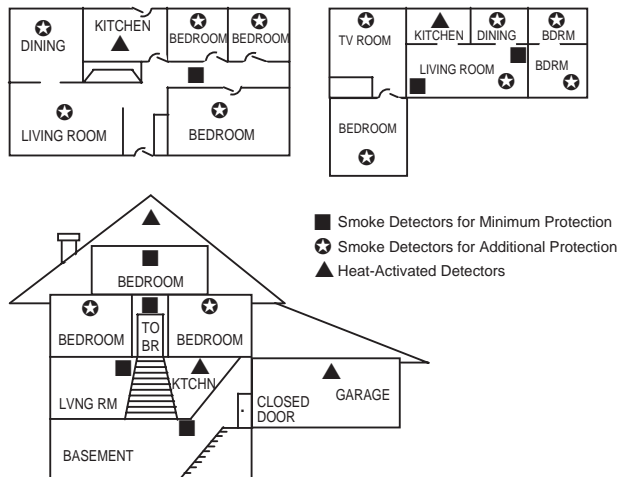 DINING
KITCHEN
BEDROOM
BEDROOM
LIVING ROOM
BEDROOM
TV ROOM
KITCHEN
DINING
BDRM
LIVING ROOM
BDRM
BEDROOM
Smoke Detectors for Minimum Protection
Smoke Detectors for Additional Protection
Heat-Activated Detectors
BEDROOM
BEDROOM
TO
BR
BEDROOM
LVNG RM
KTCHN
CLOSED
DOOR
GARAGE
BASEMENT